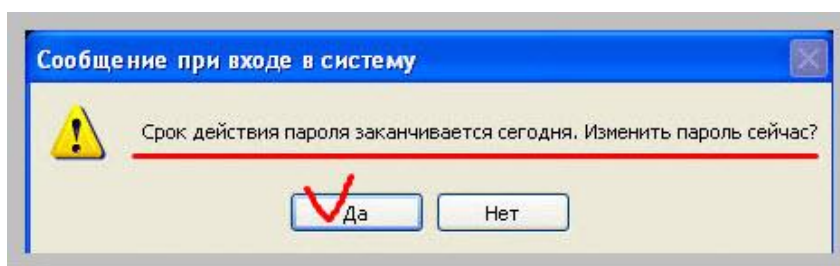 Сообщение при входе в систему
Срок действия пароля заканчивается сегодня. Изменить пароль сейчас?
Да
Нет